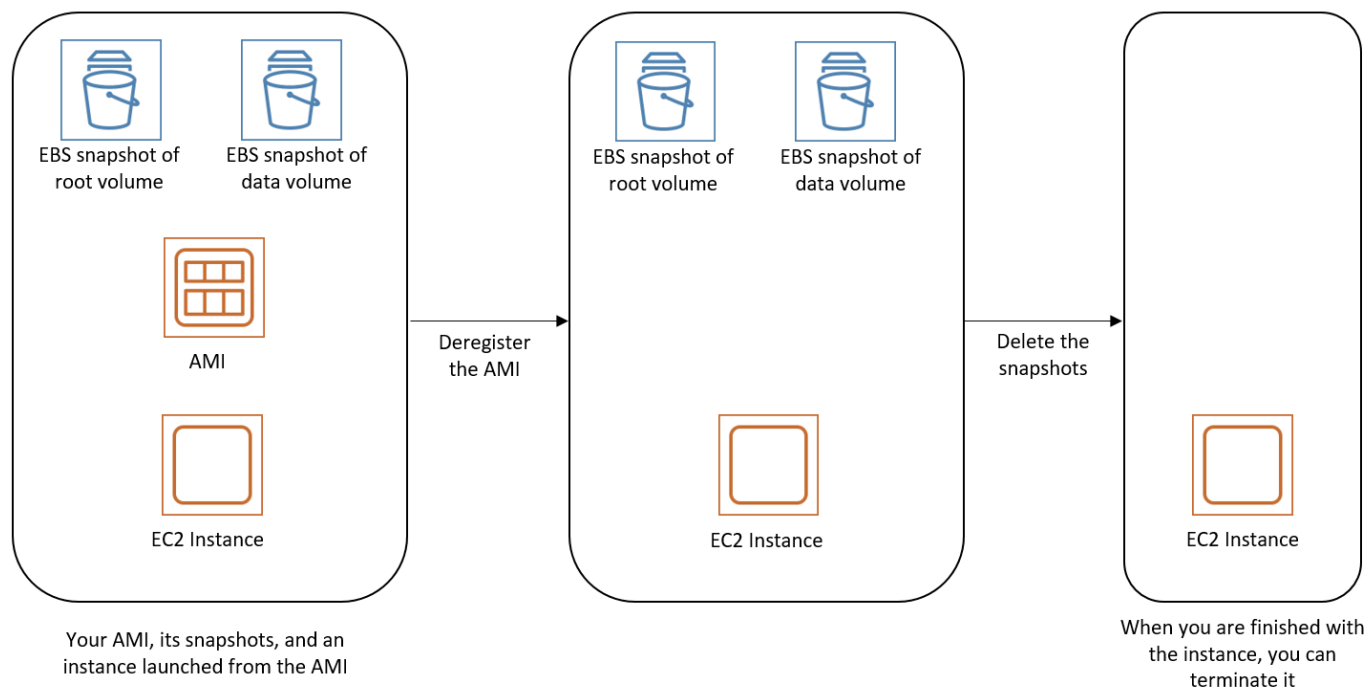 EBS snapshot of
root volume
EBS snapshot of
data volume
AMI
EC2 Instance
Your AMI, its snapshots, and an
instance launched from the AMI
Deregister
the AMI
EBS snapshot of
root volume
EBS snapshot of
data volume
EC2 Instance
Delete the
snapshots
EC2 Instance
When you are finished with
the instance, you can
terminate it